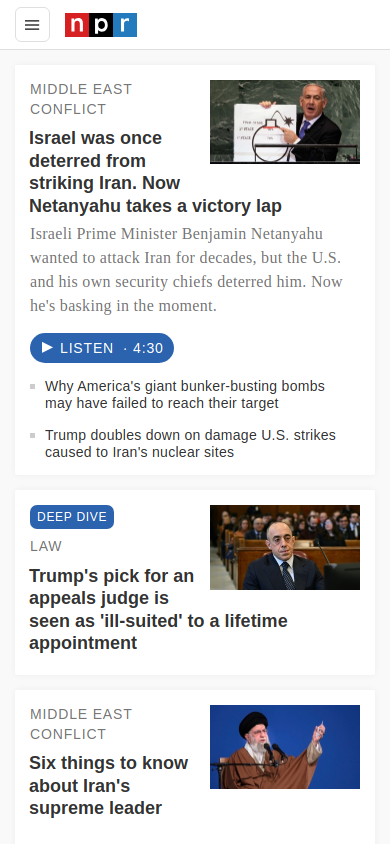 npr
MIDDLE EAST
CONFLICT
Israel was once
deterred from
striking Iran. Now
Netanyahu takes a victory lap
Israeli Prime Minister Benjamin Netanyahu
wanted to attack Iran for decades, but the U.S.
and his own security chiefs deterred him. Now
he's basking in the moment.
LISTEN · 4:30
Why America's giant bunker-busting bombs
may have failed to reach their target
Trump doubles down on damage U.S. strikes
caused to Iran's nuclear sites
DEEP DIVE
LAW
Trump's pick for an
appeals judge is
seen as 'ill-suited' to a lifetime
appointment
MIDDLE EAST
CONFLICT
Six things to know
about Iran's
supreme leader